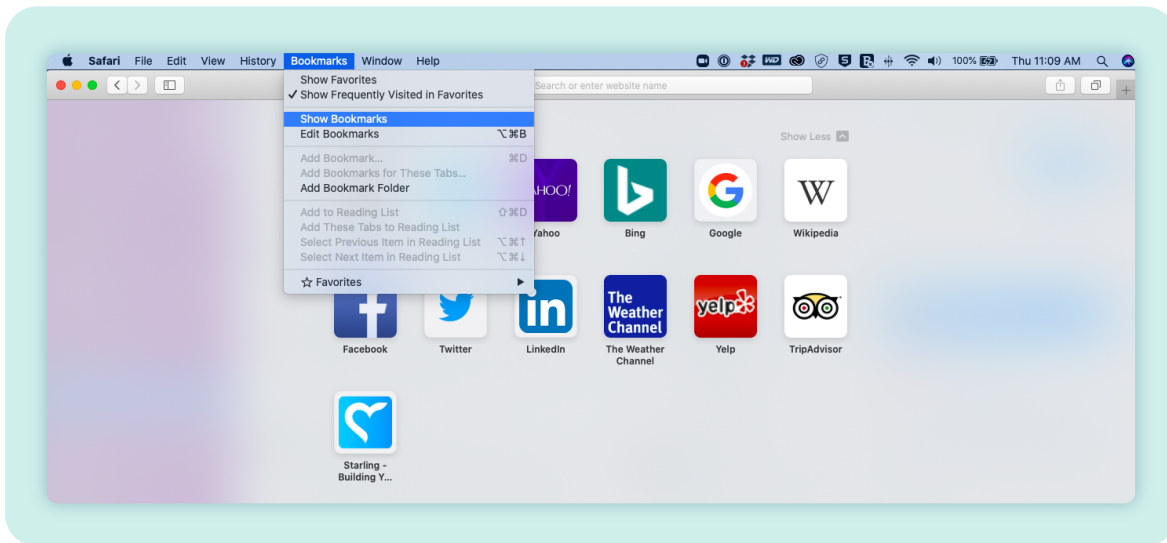 Safari File Edit View History Bookmarks Window Help 100% Thu 11:09 AM
Show Favorites
✓ Show Frequently Visited in Favorites
Search or enter website name
Show Bookmarks
Edit Bookmarks ⌥⌘B
Show Less
Add Bookmark... ⌘D
Add Bookmarks for These Tabs...
Add Bookmark Folder
Add to Reading List ⇧⌘D
Add These Tabs to Reading List
Select Previous Item in Reading List ⌥⌘↑
Select Next Item in Reading List ⌥⌘↓
☆ Favorites ▶
AHOO!
b
G
W
Yahoo Bing Google Wikipedia
f
in
The
Weather
Channel
yelp
Facebook Twitter LinkedIn The Weather
Channel
Yelp TripAdvisor
Starling -
Building Y...